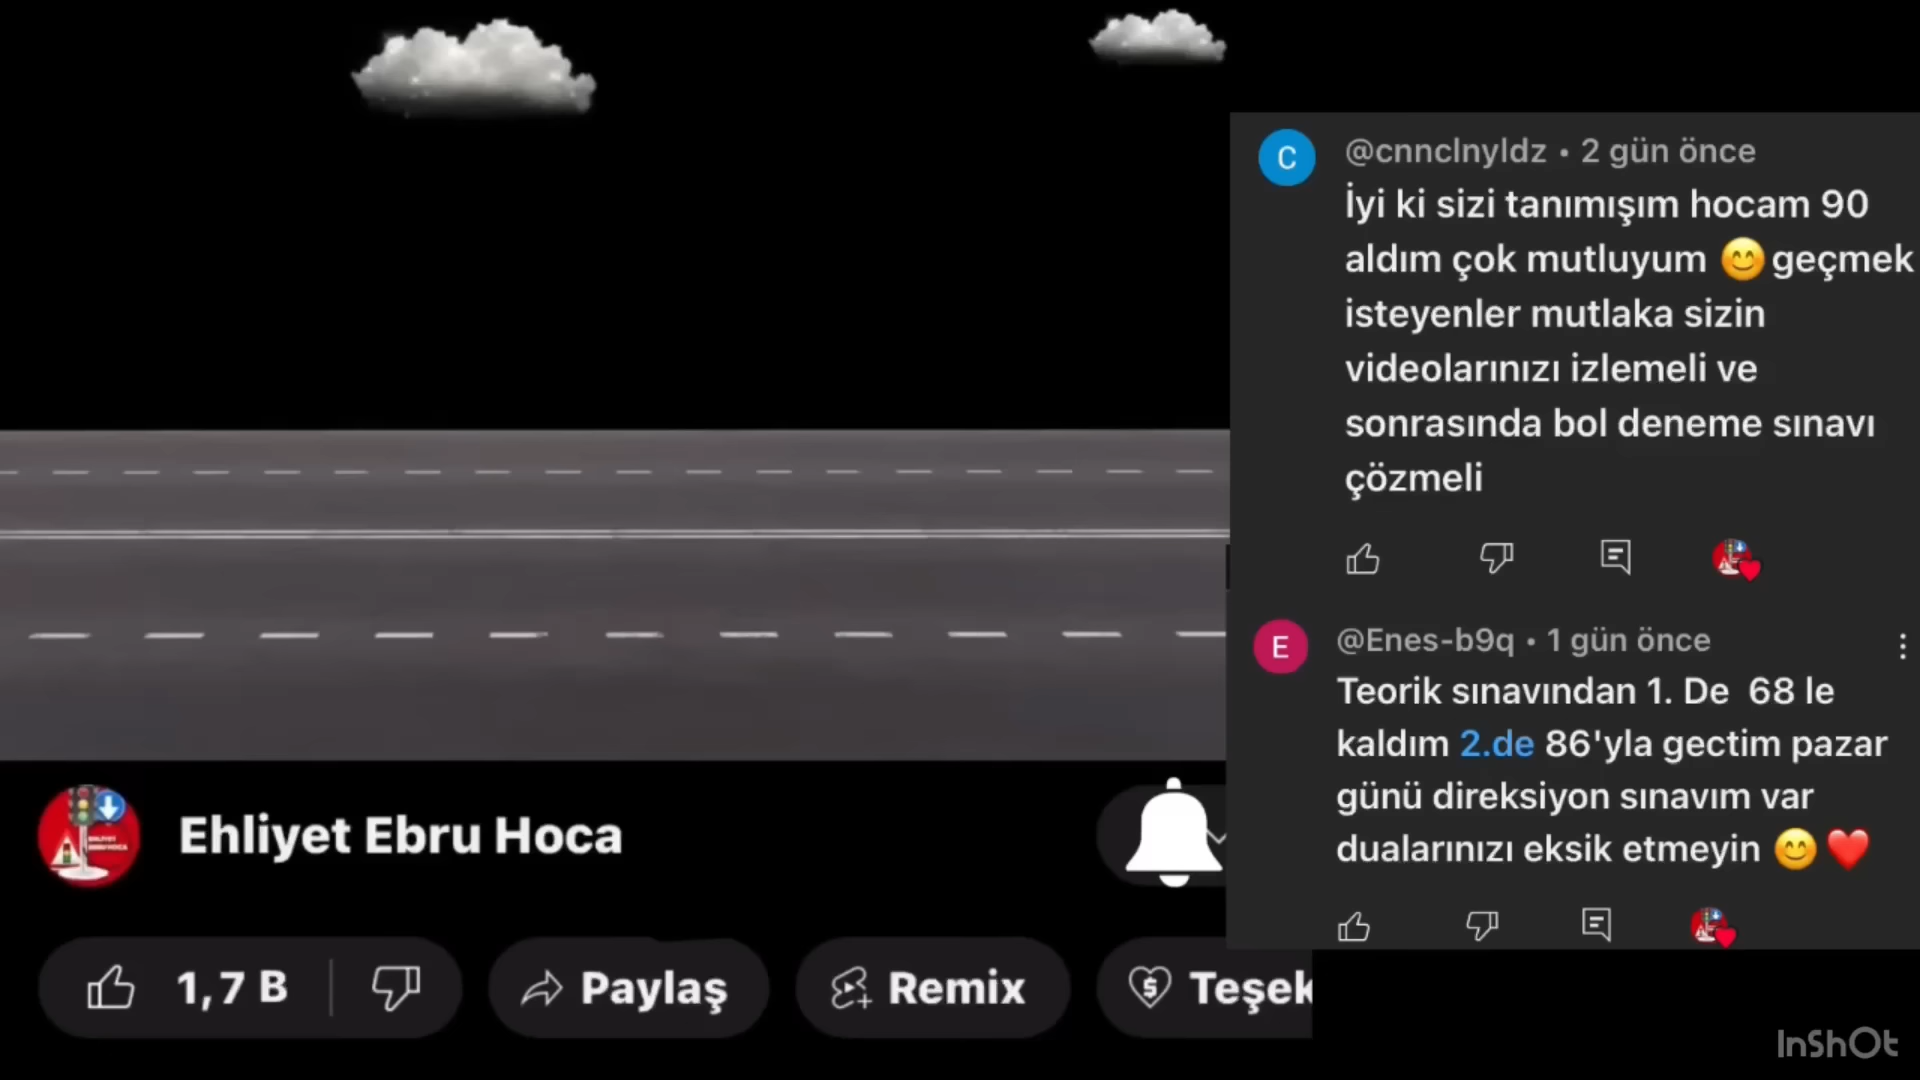 @cnnclnyldz • 2 gün önce
İyi ki sizi tanımışım hocam 90
aldım çok mutluyum 😊 geçmek
isteyenler mutlaka sizin
videolarınızı izlemeli ve
sonrasında bol deneme sınavı
çözmeli
@Enes-b9q • 1 gün önce
Teorik sınavından 1. De 68 le
kaldım 2.de 86'yla gectim pazar
günü direksiyon sınavım var
dualarınızı eksik etmeyin 😊❤️
Ehliyet Ebru Hoca
1,7 B
Paylaş
Remix
Teşek
InShOt
C
E